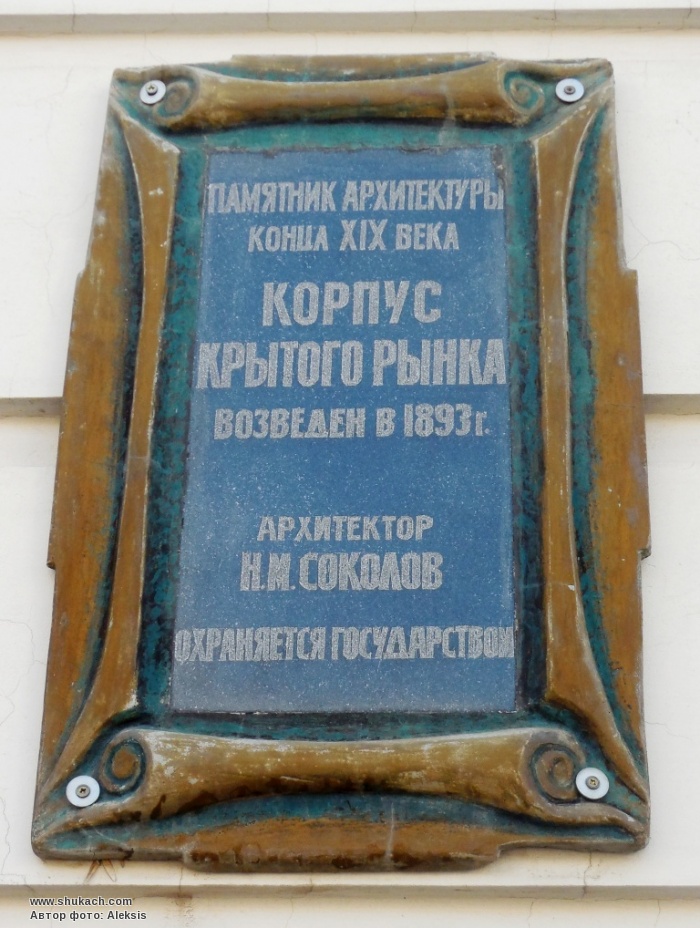 ПАМЯТНИК АРХИТЕКТУРЫ
КОНЦА XIX ВЕКА
КОРПУС
КРЫТОГО РЫНКА
ВОЗВЕДЕН В 1893 г.
АРХИТЕКТОР
Н.М. СОКОЛОВ
ОХРАНЯЕТСЯ ГОСУДАРСТВОМ
www.shukach.com
Автор фото: Aleksis